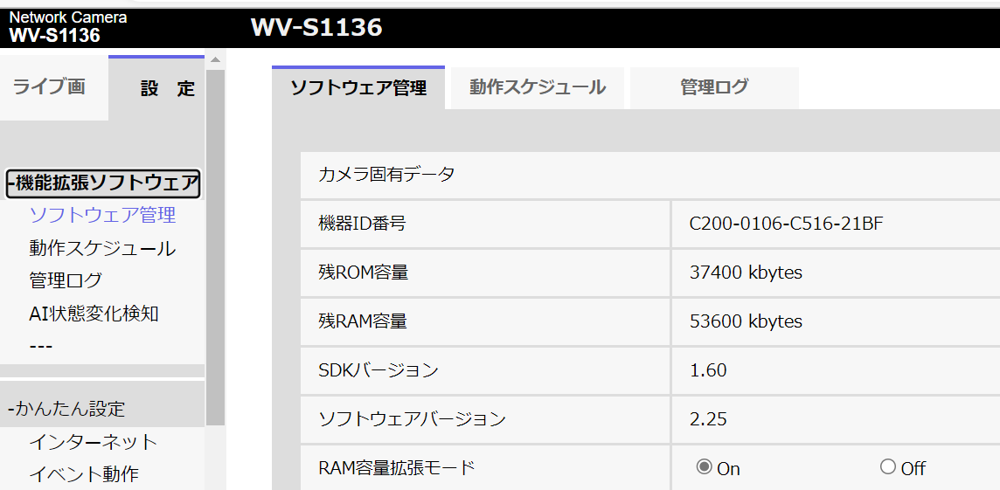 Network Camera
WV-S1136
WV-S1136
ライブ画
設 定
ソフトウェア管理
動作スケジュール
管理ログ
-機能拡張ソフトウェア
ソフトウェア管理
動作スケジュール
管理ログ
AI状態変化検知
---
-かんたん設定
インターネット
イベント動作
カメラ固有データ
機器ID番号 C200-0106-C516-21BF
残ROM容量 37400 kbytes
残RAM容量 53600 kbytes
SDKバージョン 1.60
ソフトウェアバージョン 2.25
RAM容量拡張モード On Off